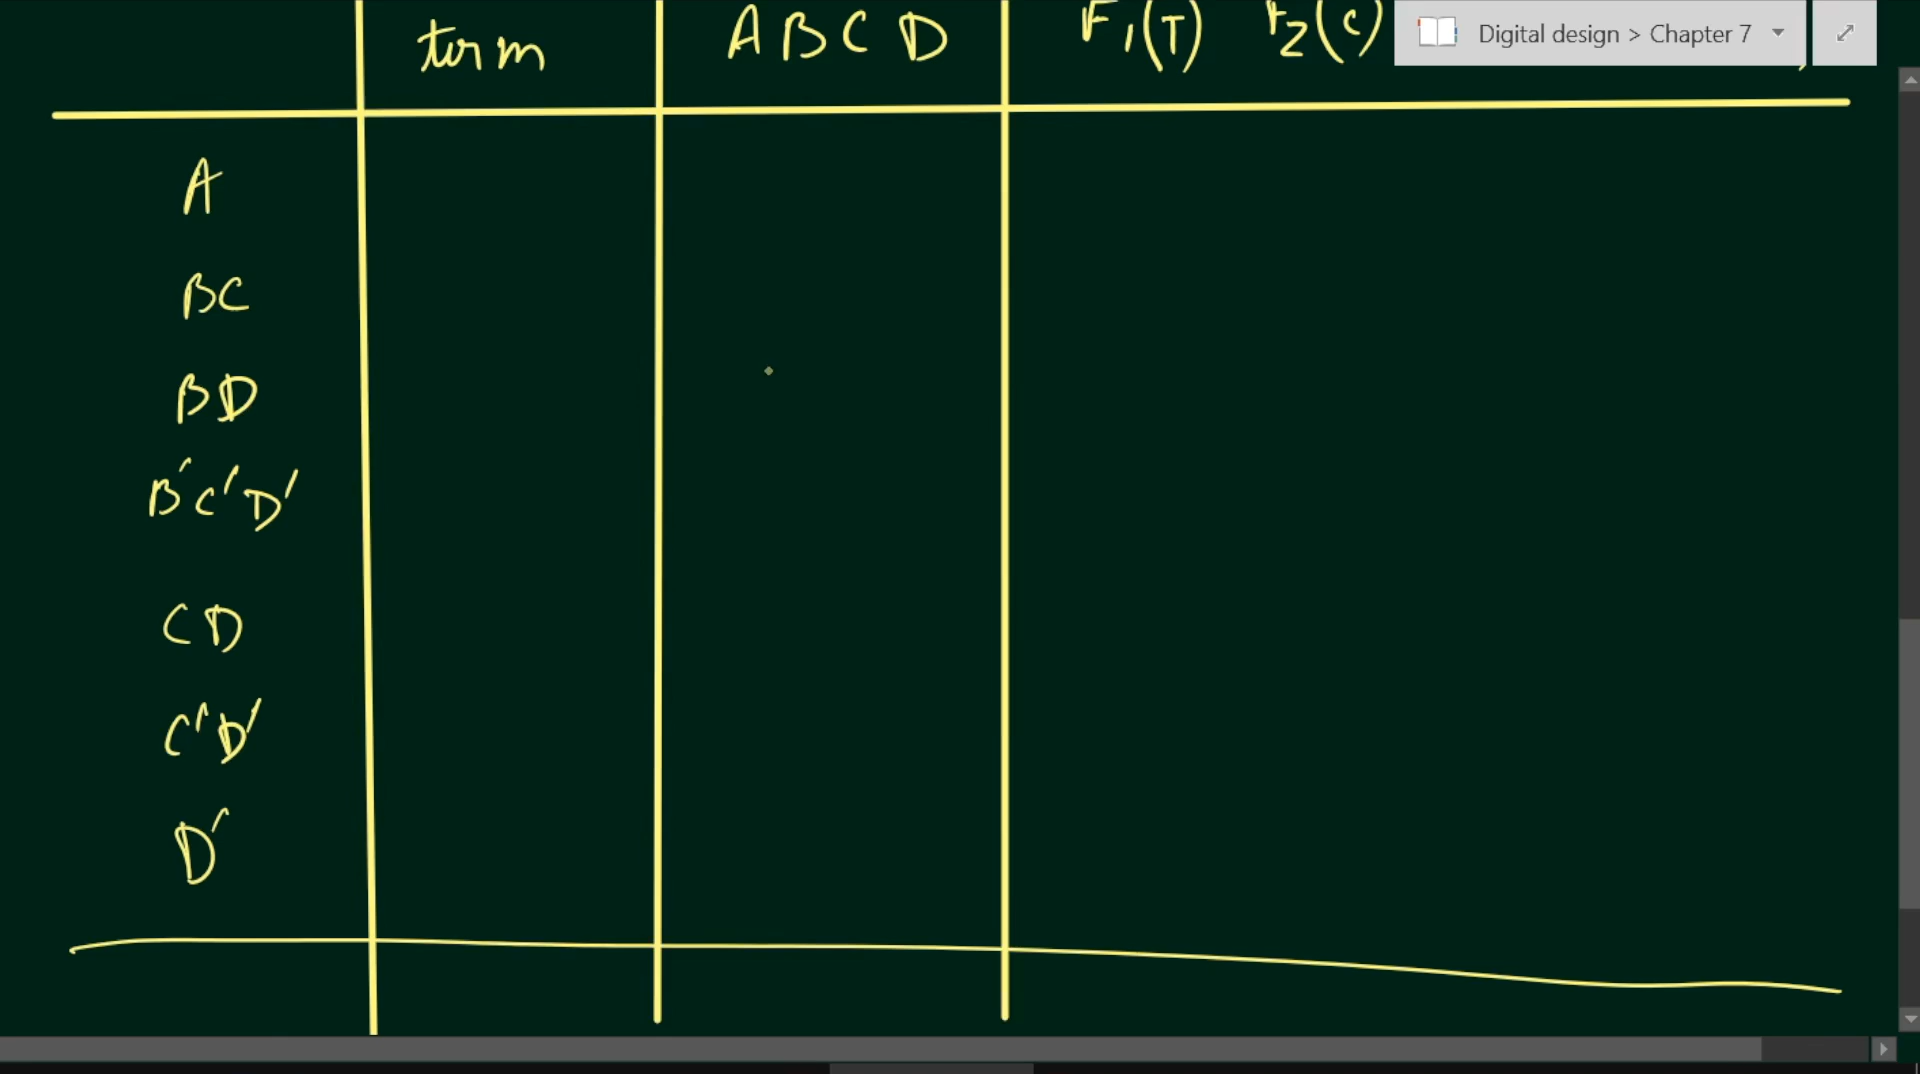 term A B C D F₁(T) F₂(C)
Digital design > Chapter 7
A
BC
BD
B'C'D'
CD
C'D'
D'